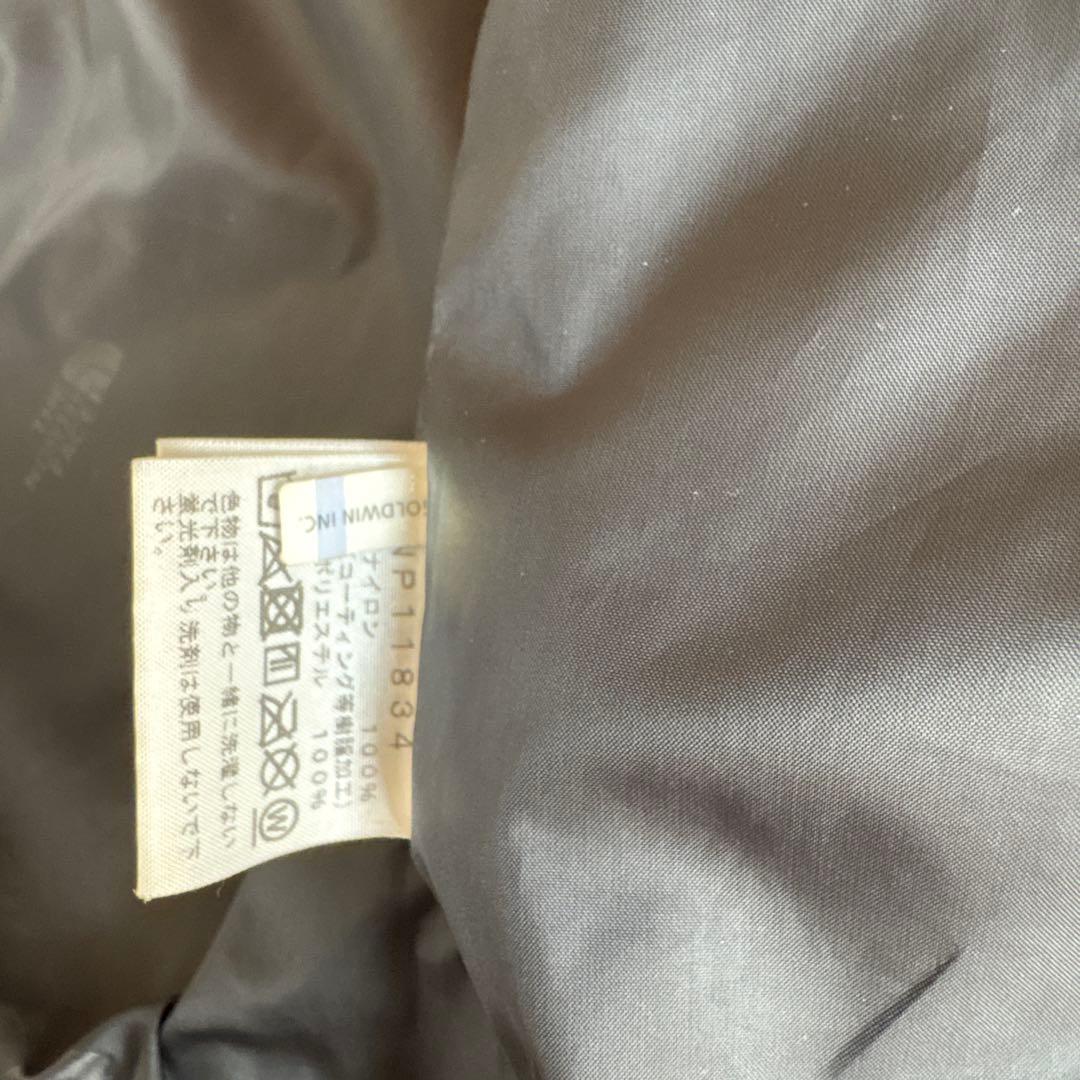 GOLDWIN INC.
NP11834
ナイロン 100%
(コーティング等樹脂加工)
ポリエステル 100%
W
色物は他の物と一緒に洗濯しない
で下さい。
蛍光剤入り洗剤は使用しないで下
さい。